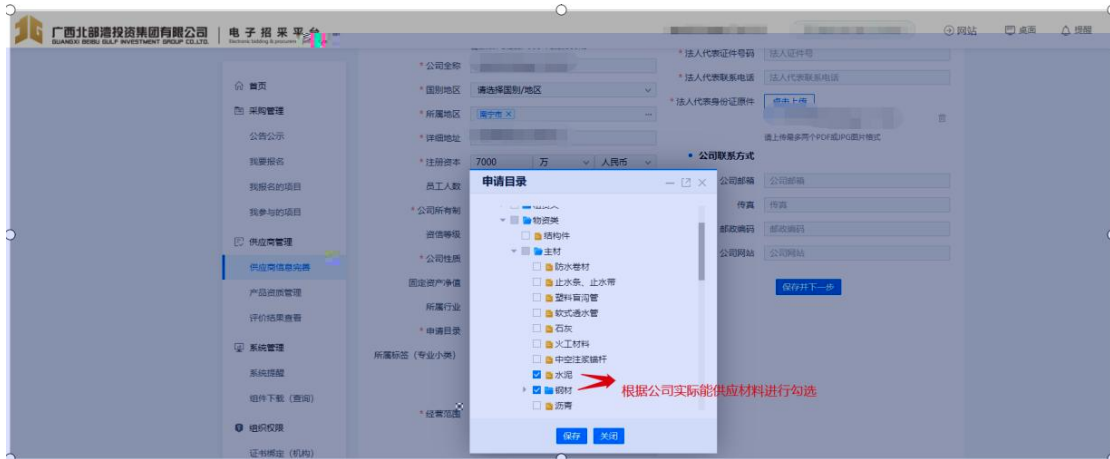 广西北部湾投资集团有限公司
GUANGXI BEIBU GULF INVESTMENT GROUP CO.,LTD.
电子招采平台
网站
桌面
提醒
首页
采购管理
公告公示
我要报名
我报名的项目
我参与的项目
供应商管理
供应商信息完善
产品资质管理
评价结果查看
系统管理
系统提醒
组件下载（查询）
组织权限
证书绑定（机构）
* 公司全称
* 国别地区 请选择国别/地区
* 所属地区 南宁市 ×
* 详细地址
* 注册资本 7000 万 人民币
员工人数
* 公司所有制
资信等级
* 公司性质
固定资产净值
所属行业
* 申请目录
所属标签（专业小类）
* 经营范围
* 法人代表证件号码 法人证件号
* 法人代表联系电话 法人代表联系电话
* 法人代表身份证原件 点击上传
请上传最多两个PDF或JPG图片格式
• 公司联系方式
公司邮箱 公司邮箱
传真 传真
邮政编码 邮政编码
公司网站 公司网站
保存并下一步
申请目录
物资类
结构件
主材
防水卷材
止水条、止水带
塑料盲沟管
软式透水管
石灰
火工材料
中空注浆锚杆
水泥
钢材
沥青
保存 关闭
根据公司实际能供应材料进行勾选